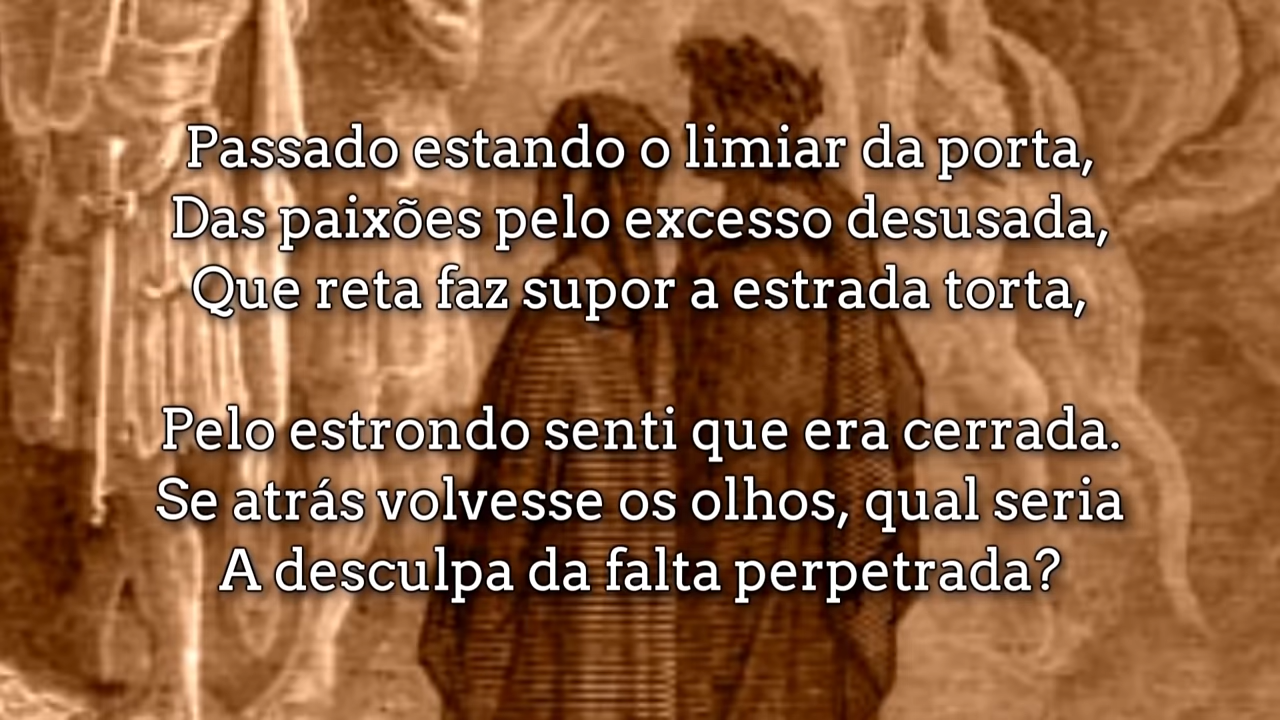 Passado estando o limiar da porta,
Das paixões pelo excesso desusada,
Que reta faz supor a estrada torta,
Pelo estrondo senti que era cerrada.
Se atrás volvesse os olhos, qual seria
A desculpa da falta perpetrada?